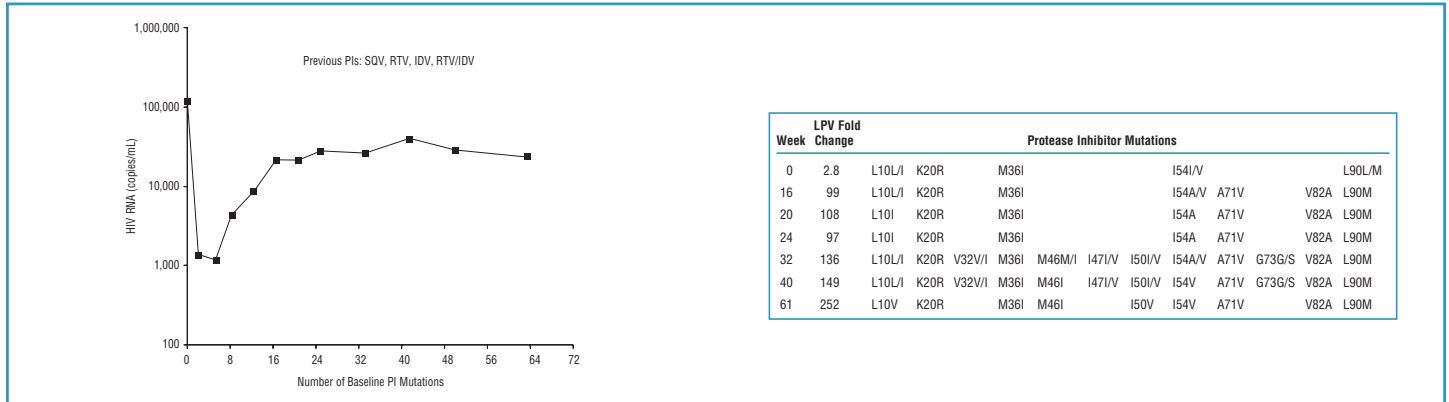 1,000,000
Previous PIs: SQV, RTV, IDV, RTV/IDV
100,000
10,000
1,000
100
HIV RNA (copies/mL)
0 8 16 24 32 40 48 56 64 72
Number of Baseline PI Mutations
LPV Fold
Week Change Protease Inhibitor Mutations
0 2.8 L10L/I K20R M36I I54I/V L90L/M
16 99 L10L/I K20R M36I I54A/V A71V V82A L90M
20 108 L10I K20R M36I I54A A71V V82A L90M
24 97 L10I K20R M36I I54A A71V V82A L90M
32 136 L10L/I K20R V32V/I M36I M46M/I I47I/V I50I/V I54A/V A71V G73G/S V82A L90M
40 149 L10L/I K20R V32V/I M36I M46I I47I/V I50I/V I54V A71V G73G/S V82A L90M
61 252 L10V K20R M36I M46I I50V I54V A71V V82A L90M